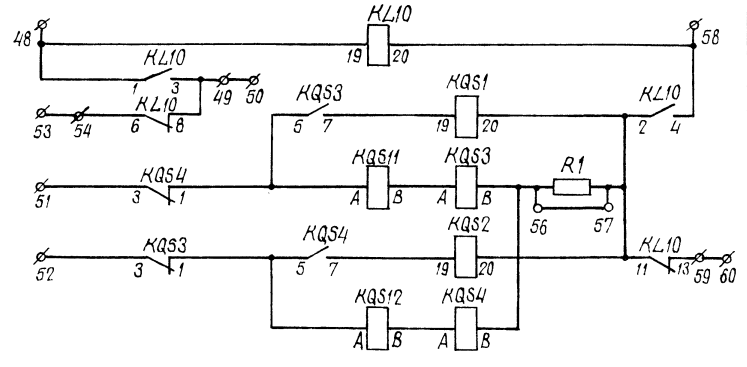 KL10
48 19 20 58
KL10
1 3 49 50
KL10
53 54 6 8
KQS3 KQS1 KL10
5 7 19 20 2 4
KQS4 KQS11 KQS3 R1
51 3 1 A B A B
56 57
KQS3 KQS4 KQS2 KL10
52 3 1 5 7 19 20 11 13 59 60
KQS12 KQS4
A B A B